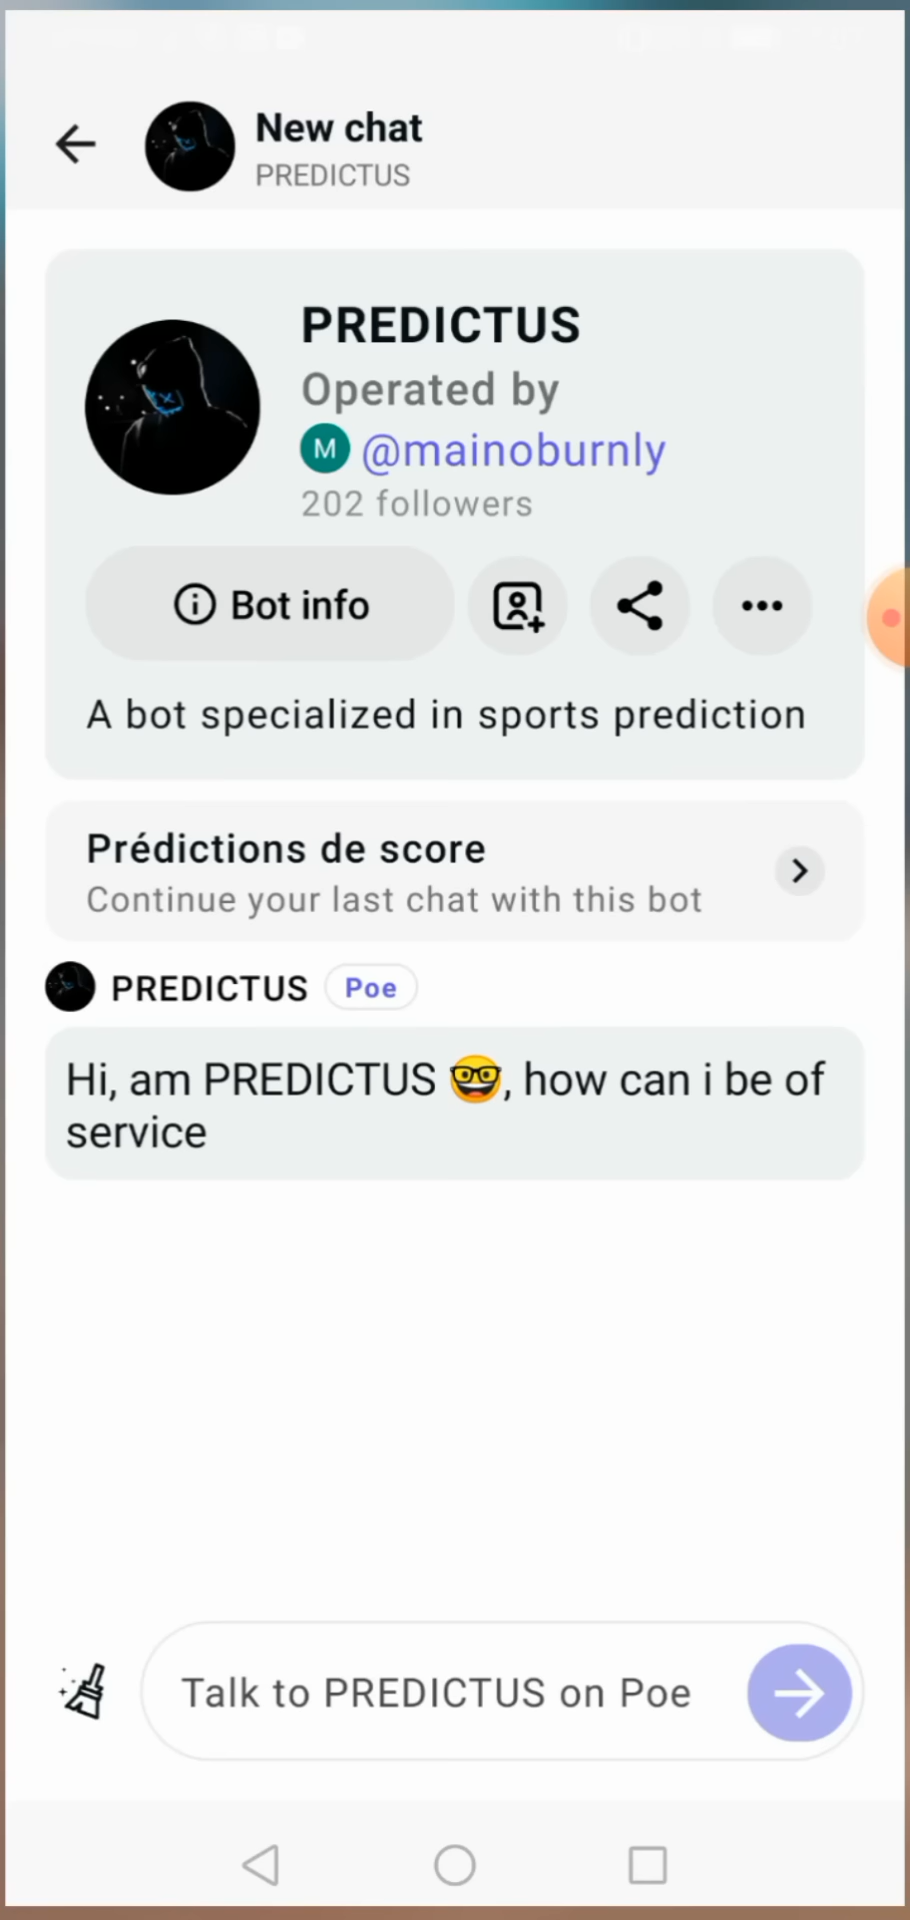 New chat
PREDICTUS
PREDICTUS
Operated by
M @mainoburnly
202 followers
Bot info
A bot specialized in sports prediction
Prédictions de score
Continue your last chat with this bot
PREDICTUS Poe
Hi, am PREDICTUS 🤓, how can i be of
service
Talk to PREDICTUS on Poe